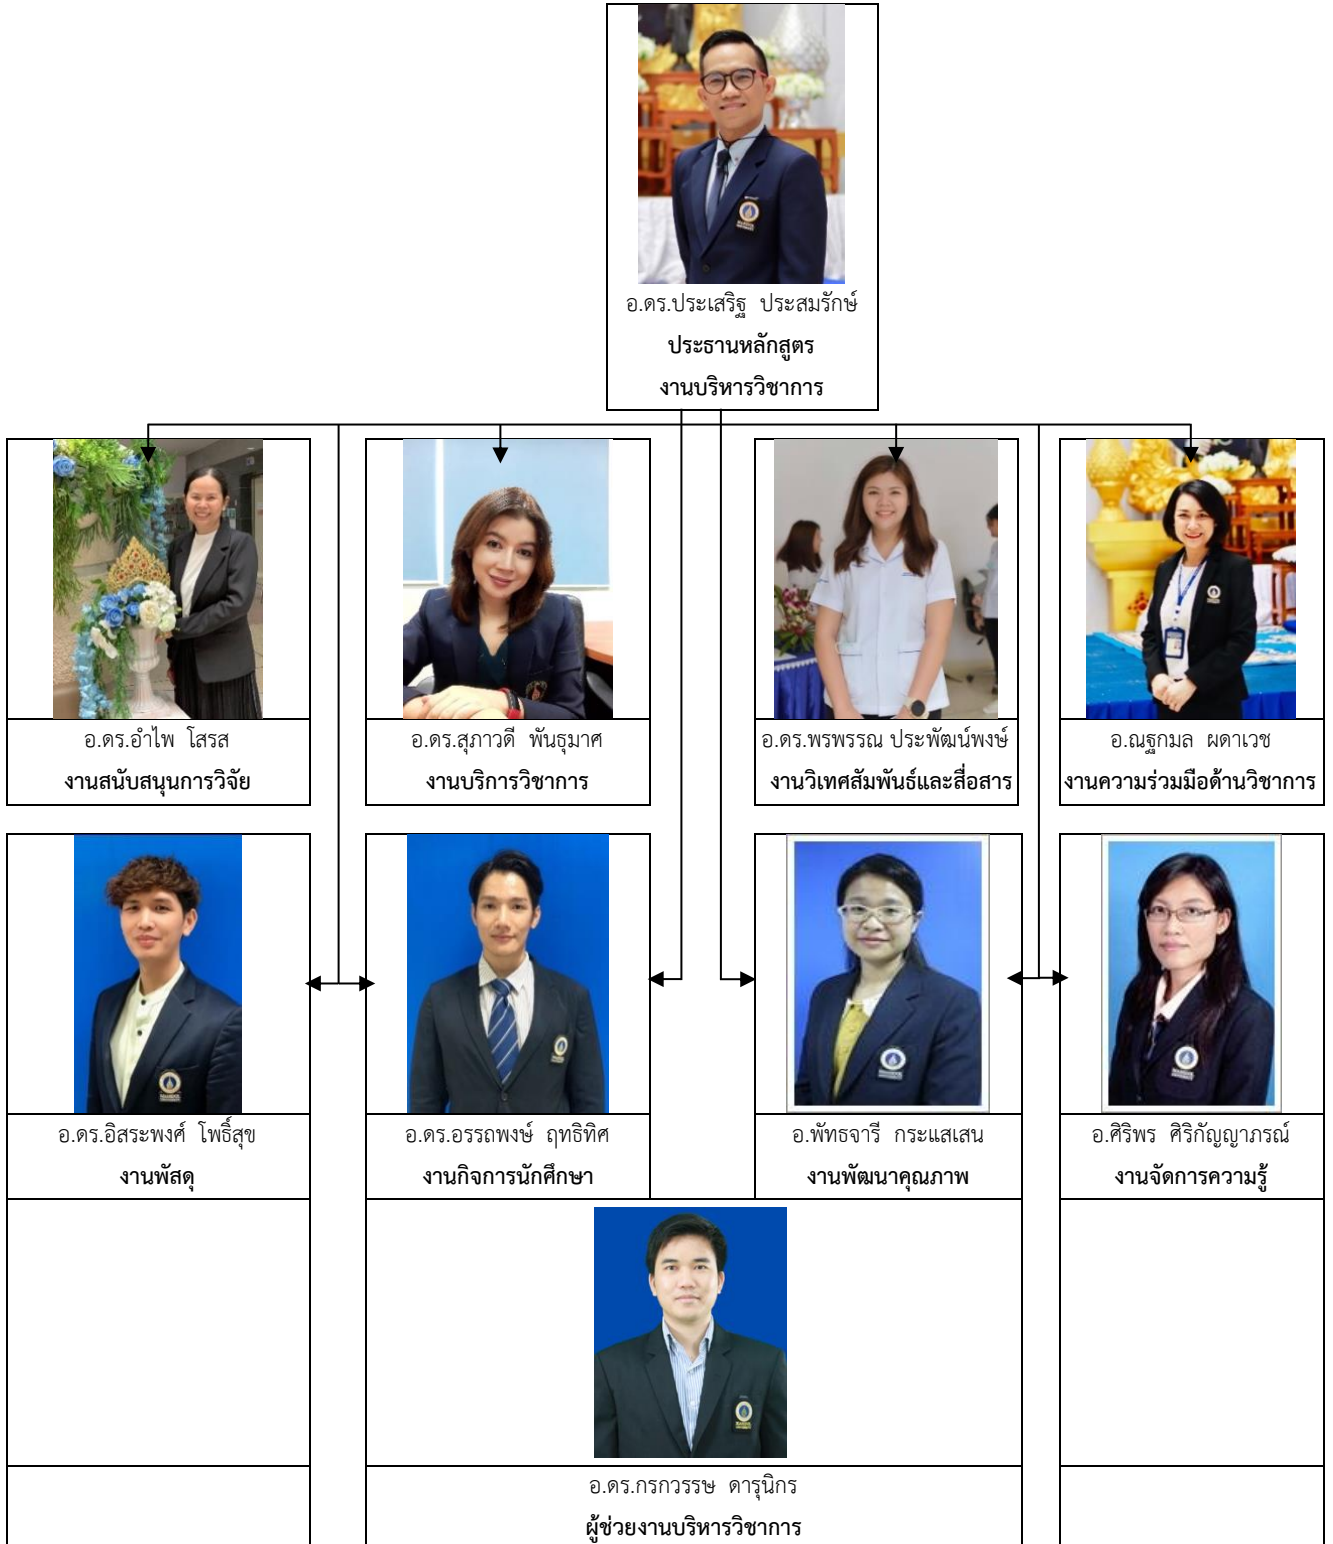 อ.ดร.ประเสริฐ ประสมรักษ์
ประธานหลักสูตร
งานบริหารวิชาการ
อ.ดร.อำไพ โสรส
งานสนับสนุนการวิจัย
อ.ดร.สุภาวดี พันธุมาศ
งานบริการวิชาการ
อ.ดร.พรพรรณ ประพัฒน์พงษ์
งานวิเทศสัมพันธ์และสื่อสาร
อ.ณฐกมล ผดาเวช
งานความร่วมมือด้านวิชาการ
อ.ดร.อิสระพงศ์ โพธิ์สุข
งานพัสดุ
อ.ดร.อรรถพงษ์ ฤทธิทิศ
งานกิจการนักศึกษา
อ.พัทธจารี กระแสเสน
งานพัฒนาคุณภาพ
อ.ศิริพร ศิริกัญญาภรณ์
งานจัดการความรู้
อ.ดร.กรกวรรษ ดารุนิกร
ผู้ช่วยงานบริหารวิชาการ